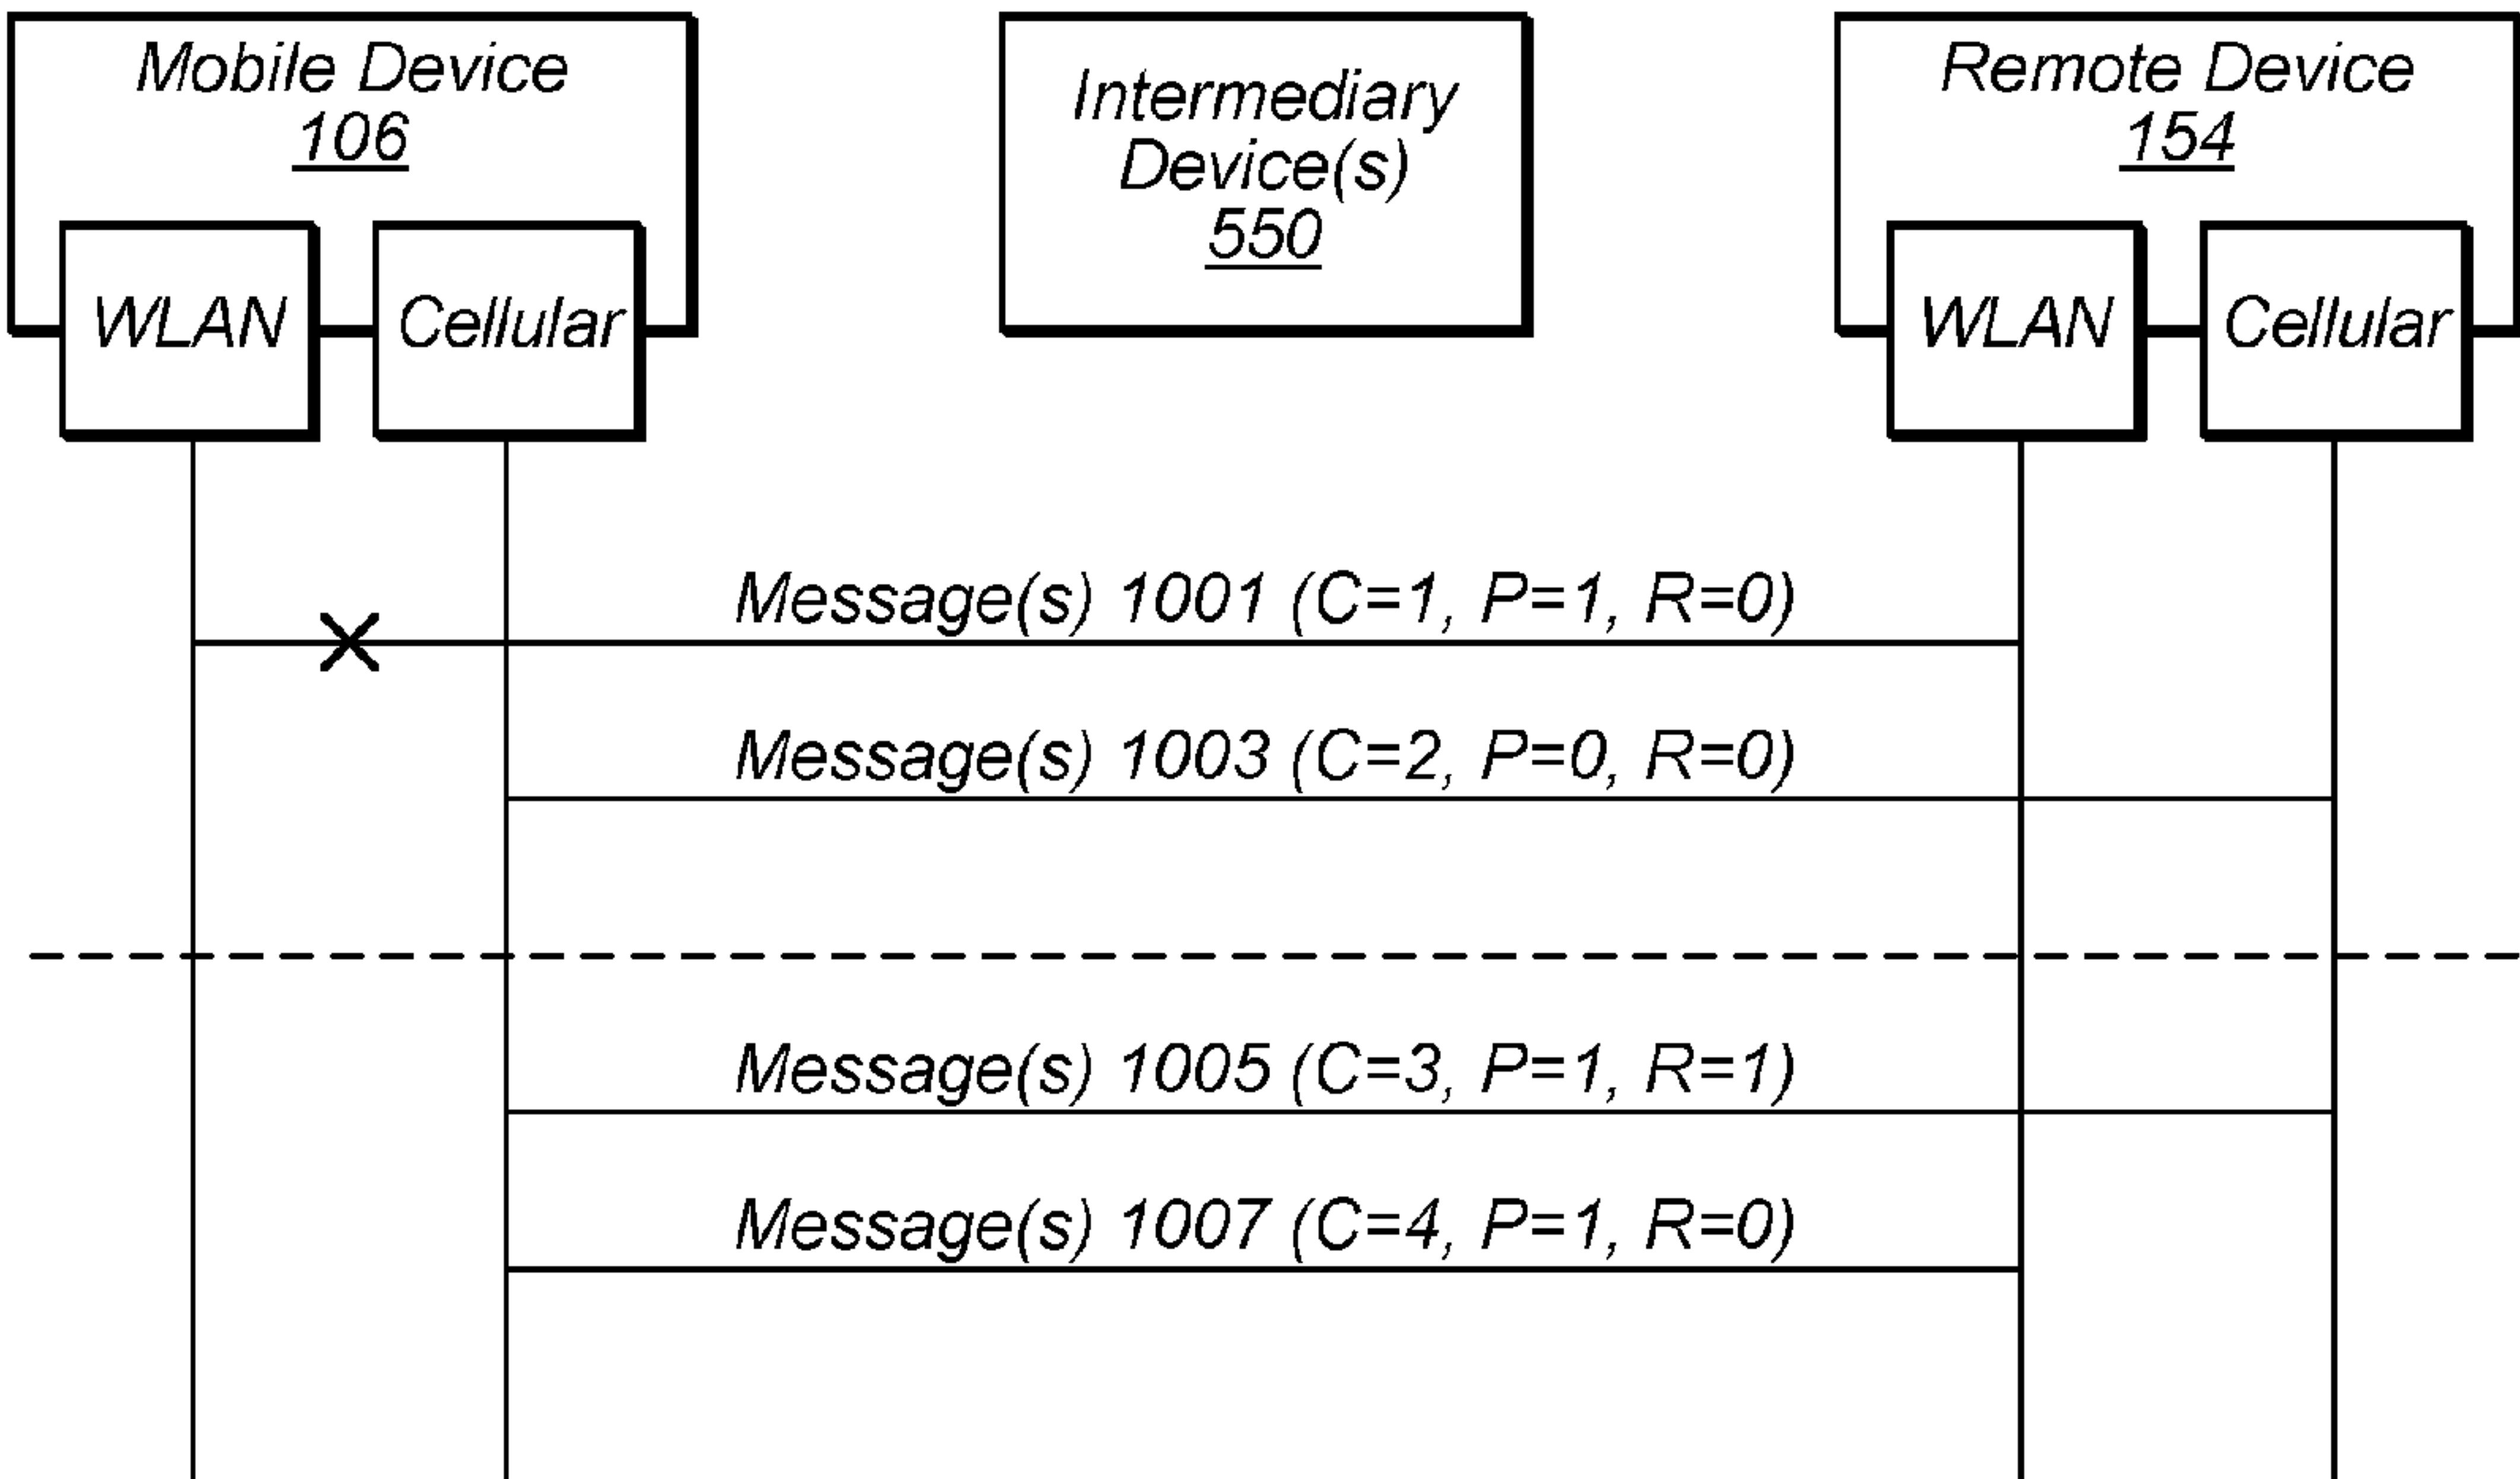 Mobile Device
106
WLAN
Cellular
Intermediary
Device(s)
550
Remote Device
154
WLAN
Cellular
Message(s) 1001 (C=1, P=1, R=0)
Message(s) 1003 (C=2, P=0, R=0)
Message(s) 1005 (C=3, P=1, R=1)
Message(s) 1007 (C=4, P=1, R=0)